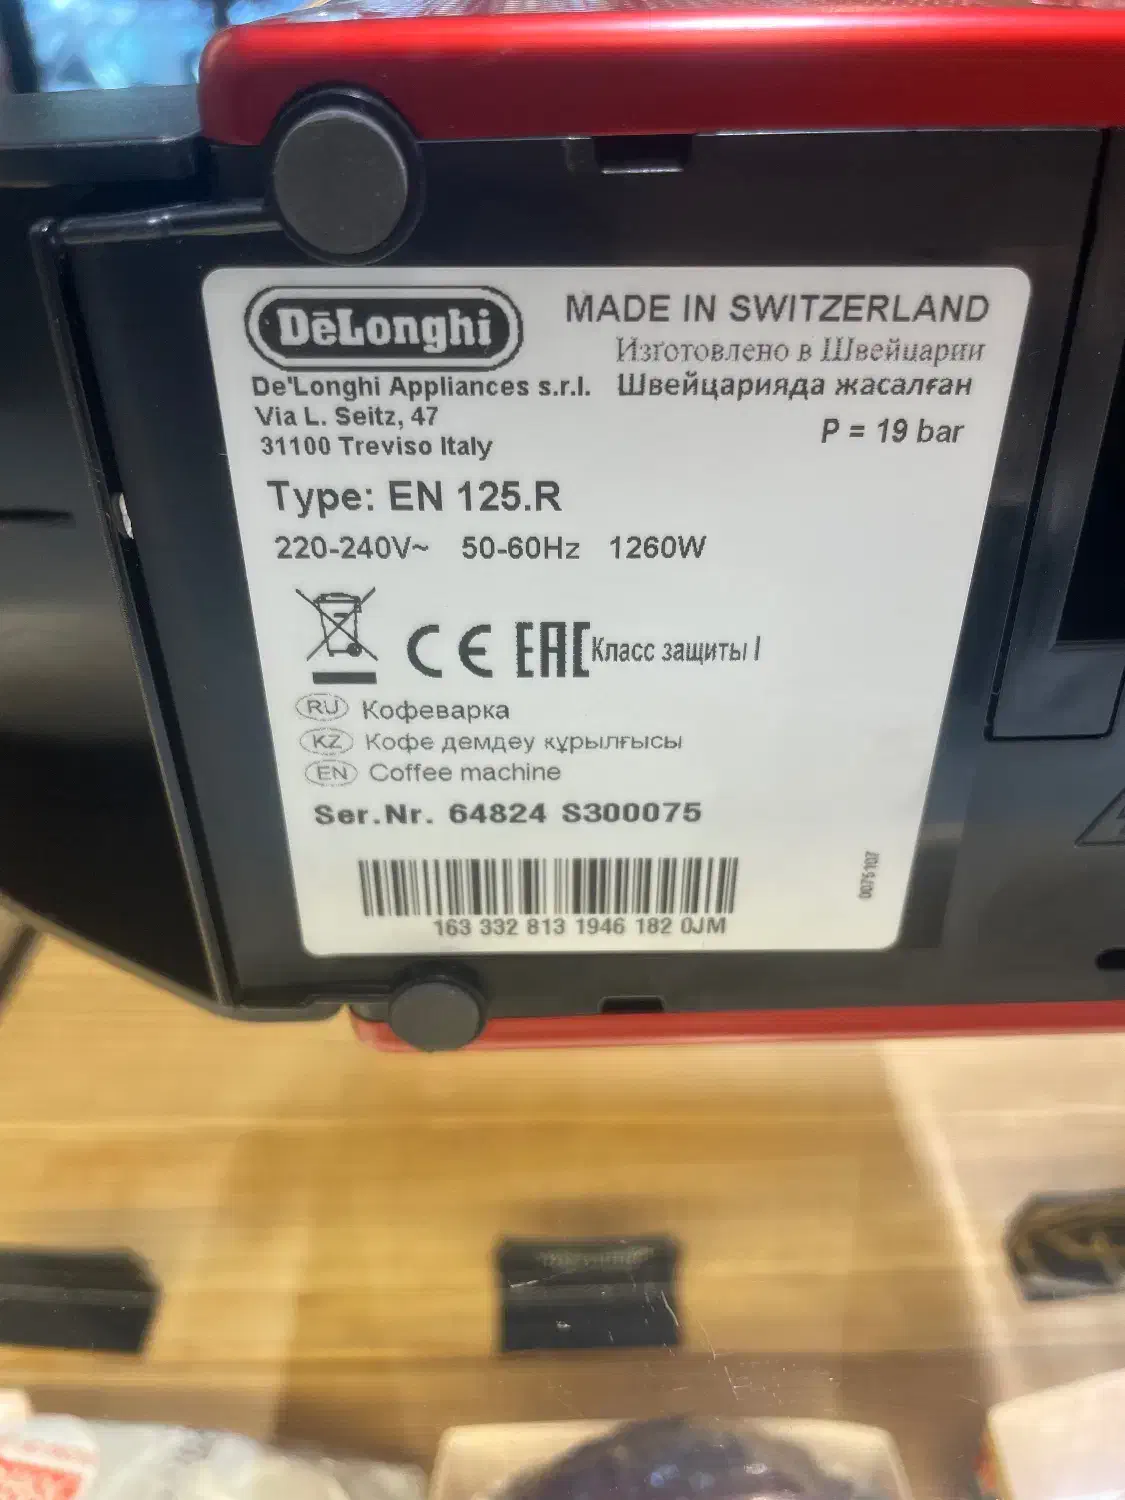 DēLonghi
MADE IN SWITZERLAND
Изготовлено в Швейцарии
De'Longhi Appliances s.r.l. Швейцарияда жасалған
Via L. Seitz, 47
31100 Treviso Italy
P = 19 bar
Type: EN 125.R
220-240V~ 50-60Hz 1260W
CE EAC Класс защиты I
RU Кофеварка
KZ Кофе демдеу құрылғысы
EN Coffee machine
Ser.Nr. 64824 S300075
163 332 813 1946 182 0JM